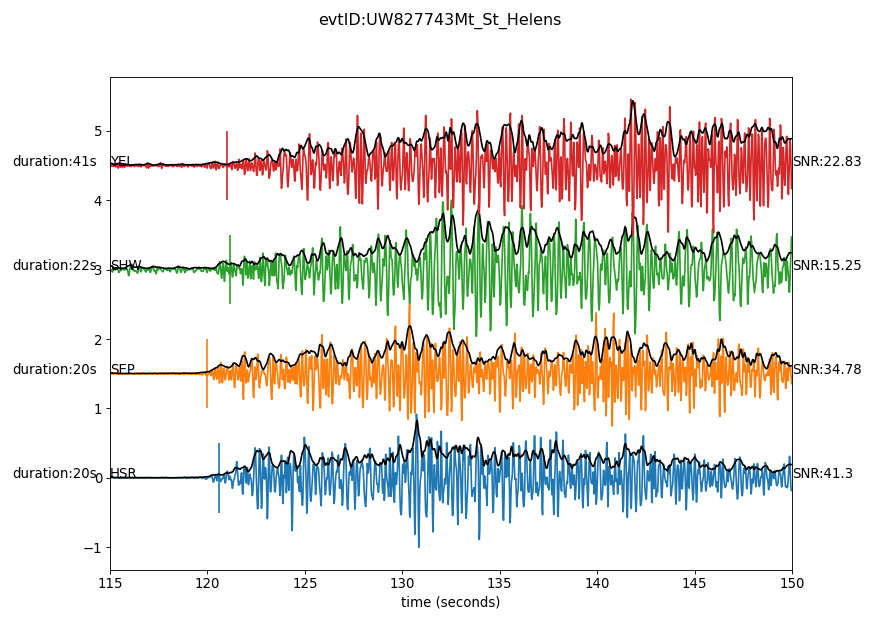 evtID:UW827743Mt_St_Helens
5
duration:41s YEL SNR:22.83
4
duration:22s 3 SHW SNR:15.25
2
duration:20s SEP SNR:34.78
1
duration:20s 0 HSR SNR:41.3
−1
115 120 125 130 135 140 145 150
time (seconds)